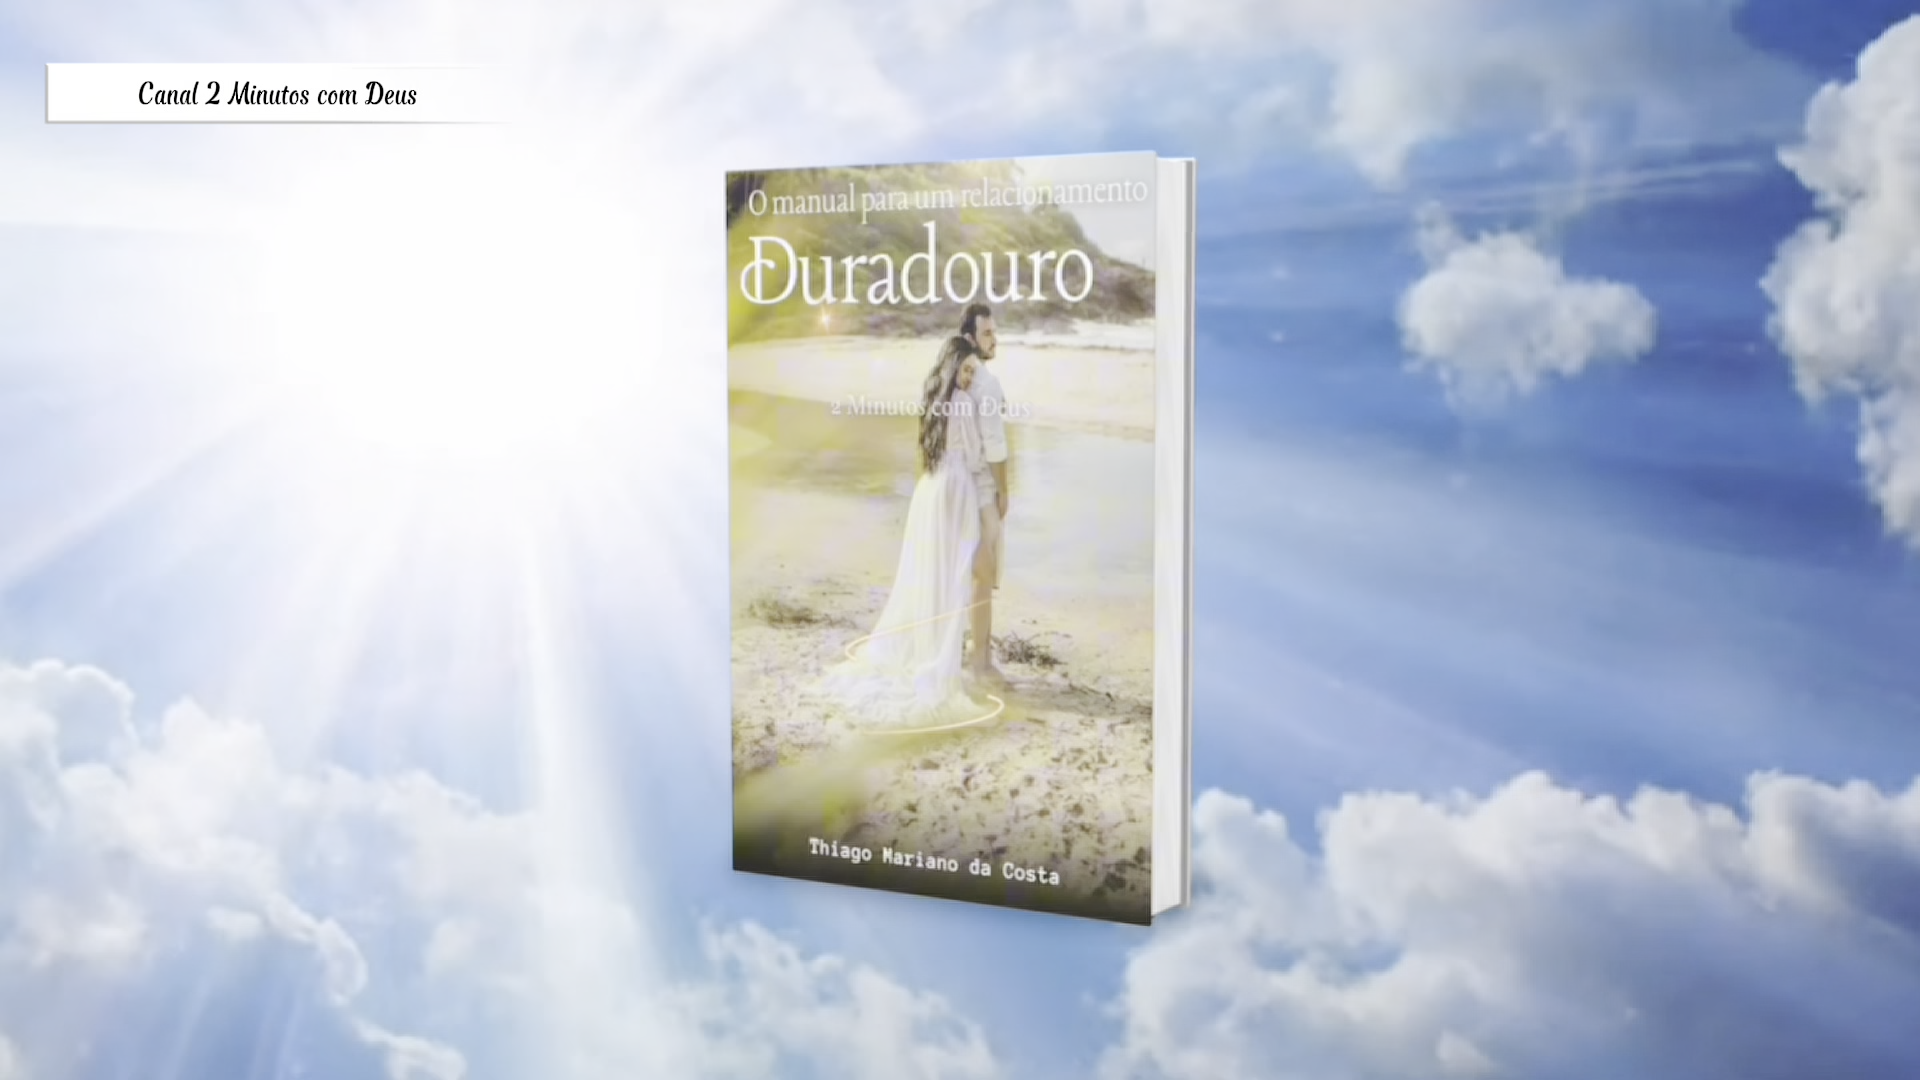 Canal 2 Minutos com Deus
O manual para um relacionamento
Duradouro
2 Minutos com Deus
Thiago Mariano da Costa